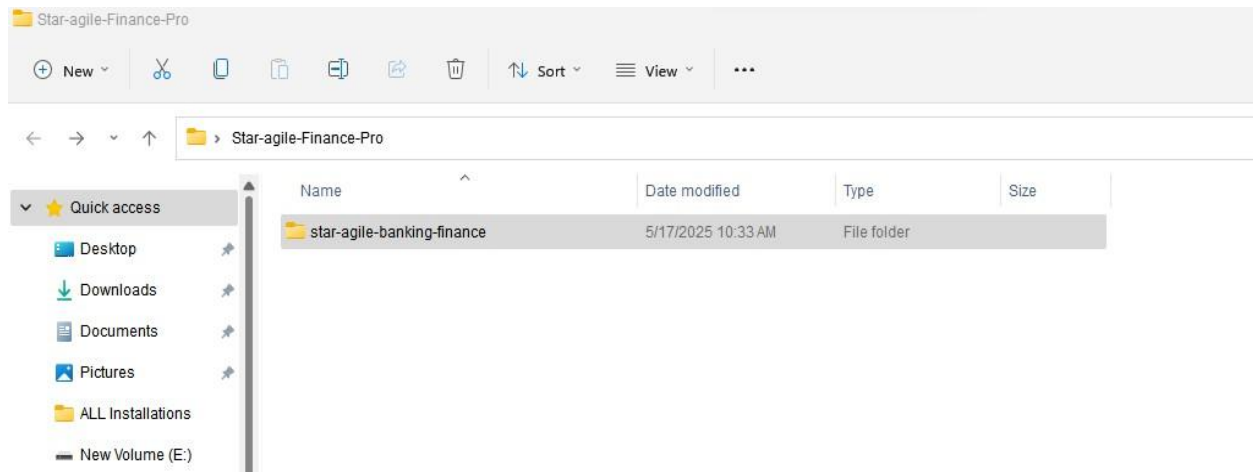 Star-agile-Finance-Pro
New Sort View
Star-agile-Finance-Pro
Name Date modified Type Size
Quick access
star-agile-banking-finance 5/17/2025 10:33 AM File folder
Desktop
Downloads
Documents
Pictures
ALL Installations
New Volume (E:)